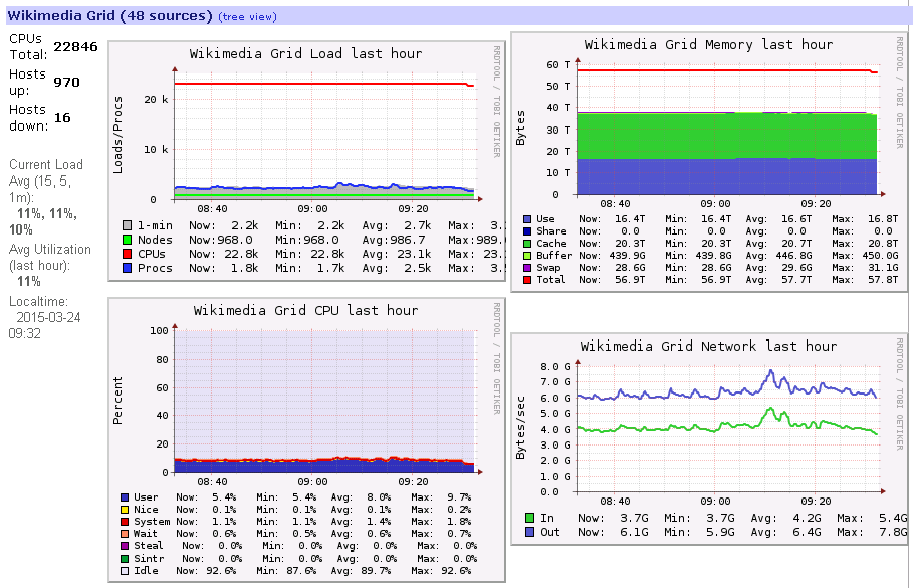 Wikimedia Grid (48 sources) (tree view)
CPUs Total: 22846
Hosts up: 970
Hosts down: 16
Current Load
Avg (15, 5,
1m):
11%, 11%,
10%
Avg Utilization
(last hour):
11%
Localtime:
2015-03-24
09:32
Wikimedia Grid Load last hour
RRDTOOL / TOBI OETIKER
Loads/Procs
20 k
10 k
0
08:40 09:00 09:20
1-min Now: 2.2k Min: 2.2k Avg: 2.7k Max: 3.
Nodes Now:968.0 Min:968.0 Avg:986.7 Max:989.
CPUs Now: 22.8k Min: 22.8k Avg: 23.1k Max: 23.
Procs Now: 1.8k Min: 1.7k Avg: 2.5k Max: 3.
Wikimedia Grid Memory last hour
RRDTOOL / TOBI OETIKER
Bytes
60 T
50 T
40 T
30 T
20 T
10 T
0
08:40 09:00 09:20
Use Now: 16.4T Min: 16.4T Avg: 16.6T Max: 16.8T
Share Now: 0.0 Min: 0.0 Avg: 0.0 Max: 0.0
Cache Now: 20.3T Min: 20.3T Avg: 20.7T Max: 20.8T
Buffer Now: 439.9G Min: 439.8G Avg: 446.8G Max: 450.0G
Swap Now: 28.6G Min: 28.6G Avg: 29.6G Max: 31.1G
Total Now: 56.9T Min: 56.9T Avg: 57.7T Max: 57.8T
Wikimedia Grid CPU last hour
RRDTOOL / TOBI OETIKER
Percent
100
80
60
40
20
0
08:40 09:00 09:20
User Now: 5.4% Min: 5.4% Avg: 8.0% Max: 9.7%
Nice Now: 0.1% Min: 0.1% Avg: 0.1% Max: 0.2%
System Now: 1.1% Min: 1.1% Avg: 1.4% Max: 1.8%
Wait Now: 0.6% Min: 0.5% Avg: 0.6% Max: 0.7%
Steal Now: 0.0% Min: 0.0% Avg: 0.0% Max: 0.0%
Sintr Now: 0.0% Min: 0.0% Avg: 0.0% Max: 0.0%
Idle Now: 92.6% Min: 87.6% Avg: 89.7% Max: 92.6%
Wikimedia Grid Network last hour
RRDTOOL / TOBI OETIKER
Bytes/sec
8.0 G
7.0 G
6.0 G
5.0 G
4.0 G
3.0 G
2.0 G
1.0 G
0.0
08:40 09:00 09:20
In Now: 3.7G Min: 3.7G Avg: 4.2G Max: 5.4G
Out Now: 6.1G Min: 5.9G Avg: 6.4G Max: 7.8G